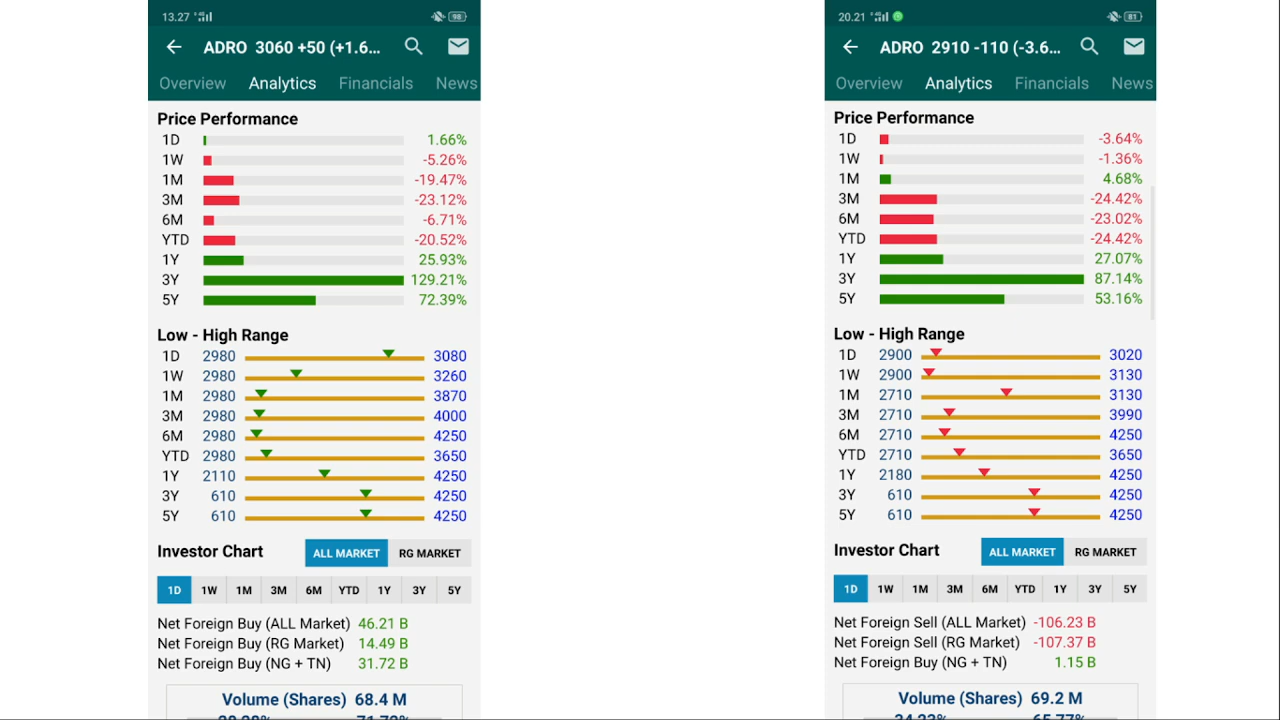 13.27 98
ADRO 3060 +50 (+1.6...
Overview Analytics Financials News
Price Performance
1D 1.66%
1W -5.26%
1M -19.47%
3M -23.12%
6M -6.71%
YTD -20.52%
1Y 25.93%
3Y 129.21%
5Y 72.39%
Low - High Range
1D 2980 3080
1W 2980 3260
1M 2980 3870
3M 2980 4000
6M 2980 4250
YTD 2980 3650
1Y 2110 4250
3Y 610 4250
5Y 610 4250
Investor Chart ALL MARKET RG MARKET
1D 1W 1M 3M 6M YTD 1Y 3Y 5Y
Net Foreign Buy (ALL Market) 46.21 B
Net Foreign Buy (RG Market) 14.49 B
Net Foreign Buy (NG + TN) 31.72 B
Volume (Shares) 68.4 M
20.21 81
ADRO 2910 -110 (-3.6...
Overview Analytics Financials News
Price Performance
1D -3.64%
1W -1.36%
1M 4.68%
3M -24.42%
6M -23.02%
YTD -24.42%
1Y 27.07%
3Y 87.14%
5Y 53.16%
Low - High Range
1D 2900 3020
1W 2900 3130
1M 2710 3130
3M 2710 3990
6M 2710 4250
YTD 2710 3650
1Y 2180 4250
3Y 610 4250
5Y 610 4250
Investor Chart ALL MARKET RG MARKET
1D 1W 1M 3M 6M YTD 1Y 3Y 5Y
Net Foreign Sell (ALL Market) -106.23 B
Net Foreign Sell (RG Market) -107.37 B
Net Foreign Buy (NG + TN) 1.15 B
Volume (Shares) 69.2 M